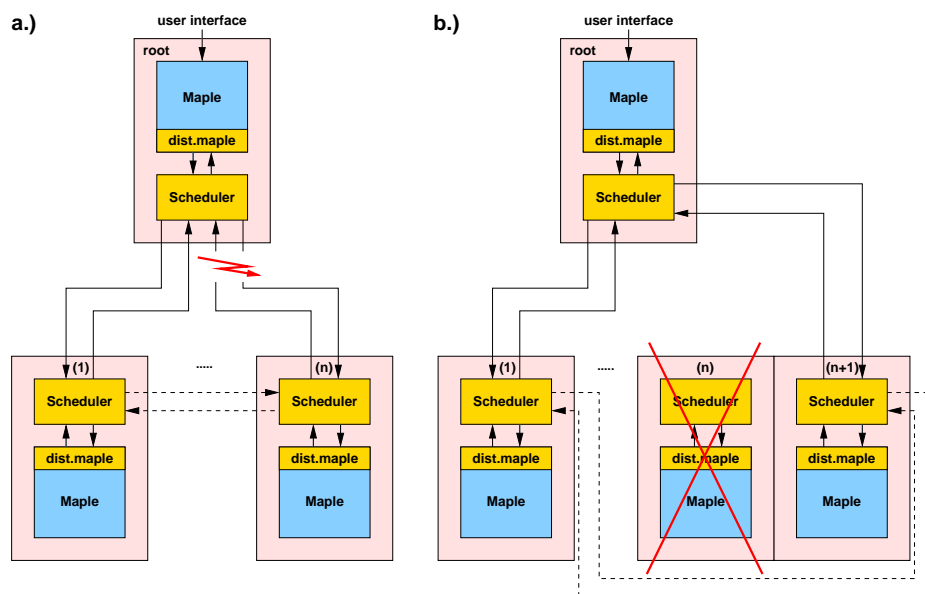 a.)
user interface
root
Maple
dist.maple
Scheduler
(1)
.....
(n)
Scheduler
Scheduler
dist.maple
dist.maple
Maple
Maple
b.)
user interface
root
Maple
dist.maple
Scheduler
(1)
.....
(n)
(n+1)
Scheduler
Scheduler
Scheduler
dist.maple
dist.maple
dist.maple
Maple
Maple
Maple